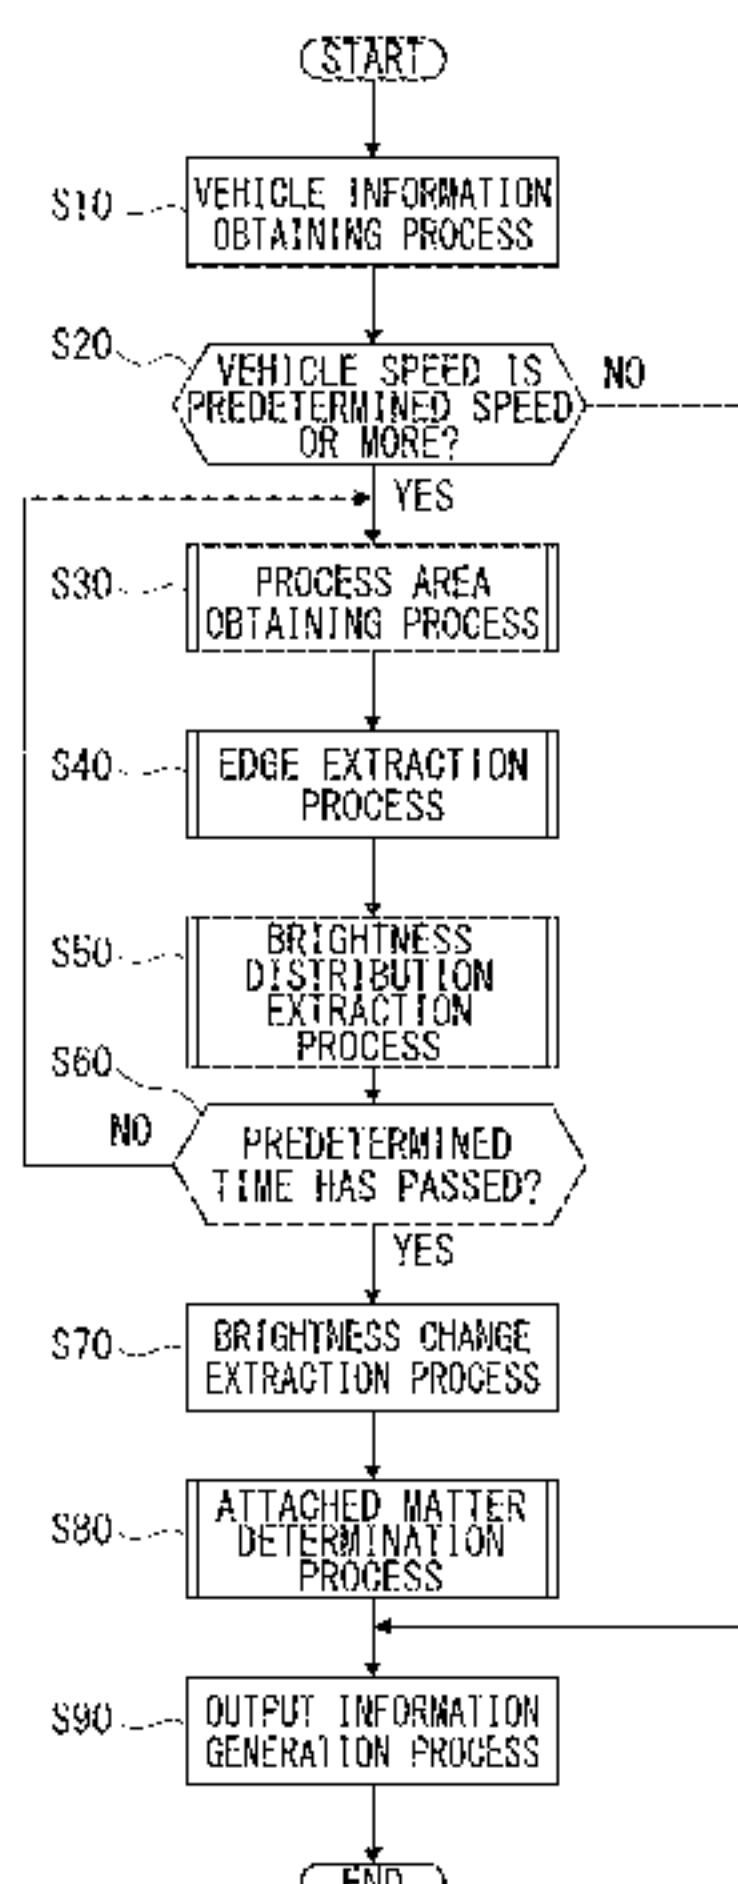 START
S10
VEHICLE INFORMATION
OBTAINING PROCESS
S20
VEHICLE SPEED IS
PREDETERMINED SPEED
OR MORE?
NO
YES
S30
PROCESS AREA
OBTAINING PROCESS
S40
EDGE EXTRACTION
PROCESS
S50
BRIGHTNESS
DISTRIBUTION
EXTRACTION
PROCESS
S60
NO
PREDETERMINED
TIME HAS PASSED?
YES
S70
BRIGHTNESS CHANGE
EXTRACTION PROCESS
S80
ATTACHED MATTER
DETERMINATION
PROCESS
S90
OUTPUT INFORMATION
GENERATION PROCESS
END